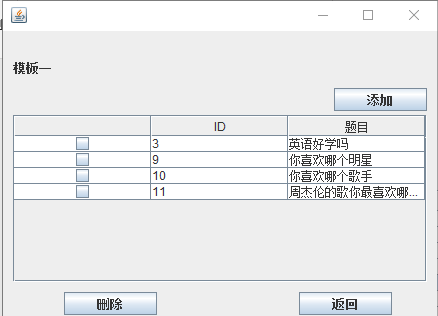 模板一
添加
ID 题目
3 英语好学吗
9 你喜欢哪个明星
10 你喜欢哪个歌手
11 周杰伦的歌你最喜欢哪...
删除 返回